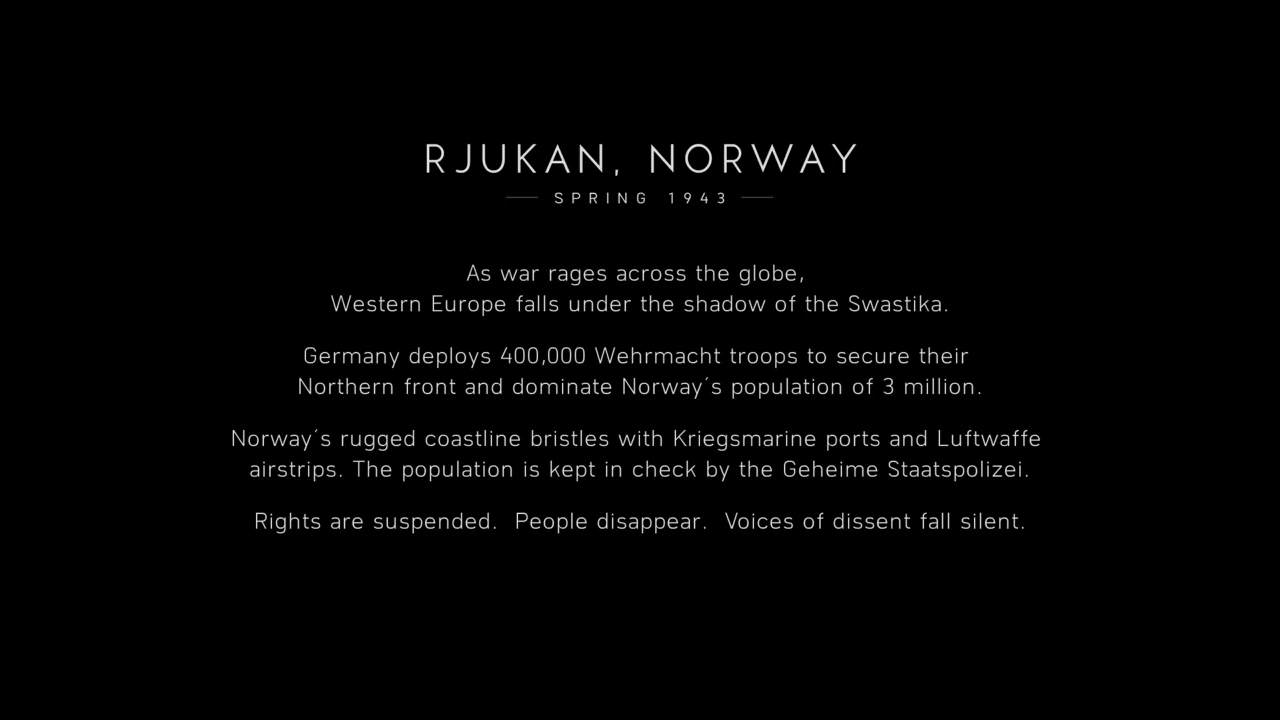 RJUKAN, NORWAY
SPRING 1943
As war rages across the globe,
Western Europe falls under the shadow of the Swastika.
Germany deploys 400,000 Wehrmacht troops to secure their
Northern front and dominate Norway´s population of 3 million.
Norway´s rugged coastline bristles with Kriegsmarine ports and Luftwaffe
airstrips. The population is kept in check by the Geheime Staatspolizei.
Rights are suspended.  People disappear.  Voices of dissent fall silent.